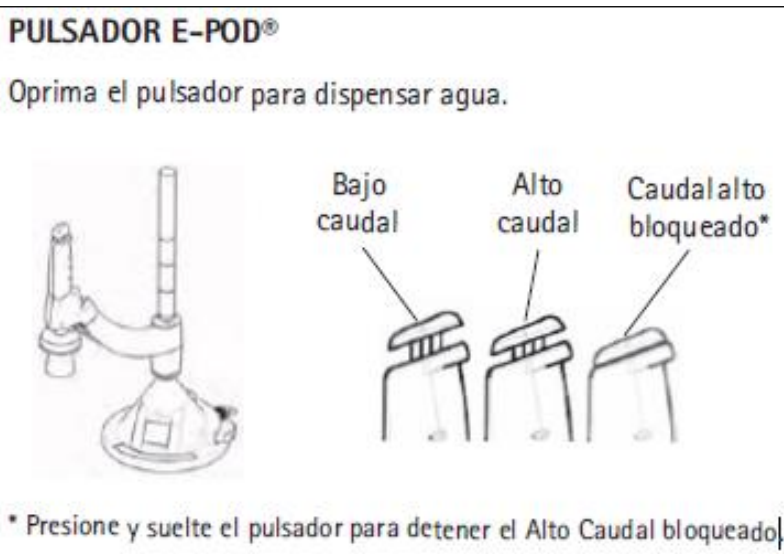 PULSADOR E-POD®
Oprima el pulsador para dispensar agua.
Bajo
caudal
Alto
caudal
Caudal alto
bloqueado*
* Presione y suelte el pulsador para detener el Alto Caudal bloqueado